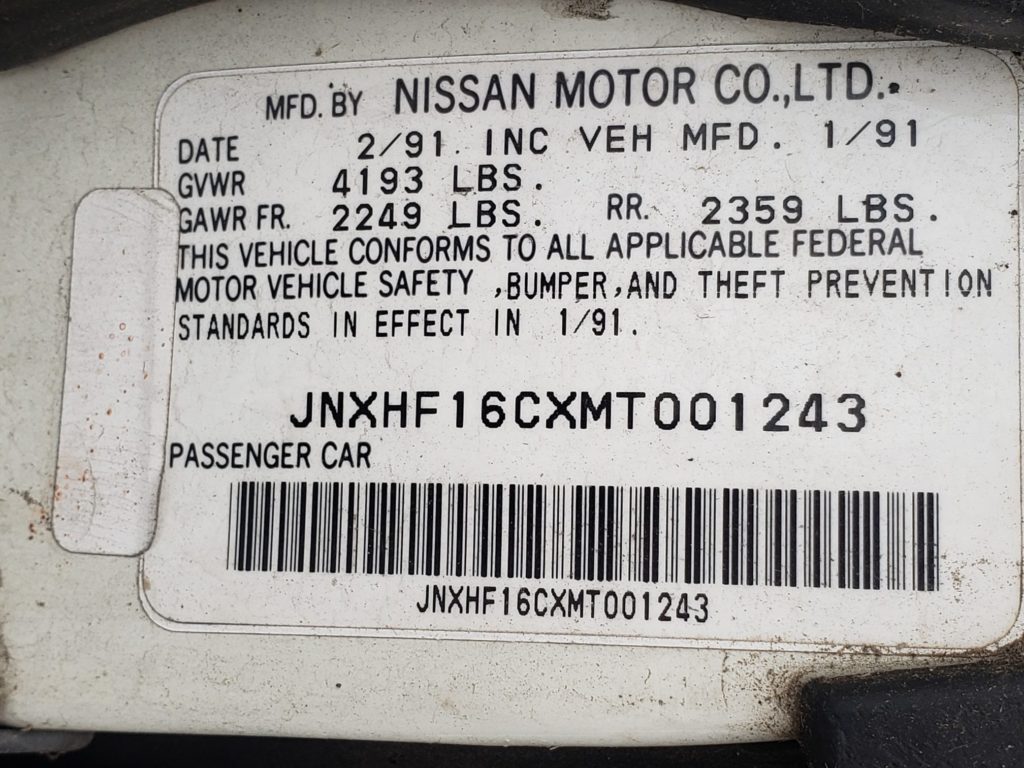 MFD. BY NISSAN MOTOR CO.,LTD.
DATE 2/91. INC VEH MFD. 1/91
GVWR 4193 LBS.
GAWR FR. 2249 LBS. RR. 2359 LBS.
THIS VEHICLE CONFORMS TO ALL APPLICABLE FEDERAL
MOTOR VEHICLE SAFETY ,BUMPER,AND THEFT PREVENTION
STANDARDS IN EFFECT IN 1/91.
JNXHF16CXMT001243
PASSENGER CAR
JNXHF16CXMT001243